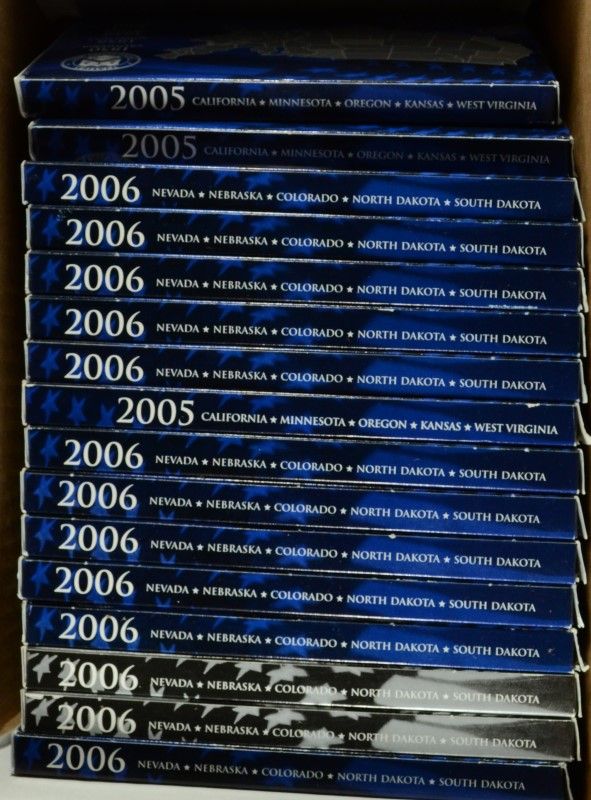 2005 CALIFORNIA ★ MINNESOTA ★ OREGON ★ KANSAS ★ WEST VIRGINIA
2005 CALIFORNIA ★ MINNESOTA ★ OREGON ★ KANSAS ★ WEST VIRGINIA
2006 NEVADA ★ NEBRASKA ★ COLORADO ★ NORTH DAKOTA ★ SOUTH DAKOTA
2006 NEVADA ★ NEBRASKA ★ COLORADO ★ NORTH DAKOTA ★ SOUTH DAKOTA
2006 NEVADA ★ NEBRASKA ★ COLORADO ★ NORTH DAKOTA ★ SOUTH DAKOTA
2006 NEVADA ★ NEBRASKA ★ COLORADO ★ NORTH DAKOTA ★ SOUTH DAKOTA
2006 NEVADA ★ NEBRASKA ★ COLORADO ★ NORTH DAKOTA ★ SOUTH DAKOTA
2005 CALIFORNIA ★ MINNESOTA ★ OREGON ★ KANSAS ★ WEST VIRGINIA
2006 NEVADA ★ NEBRASKA ★ COLORADO ★ NORTH DAKOTA ★ SOUTH DAKOTA
2006 NEVADA ★ NEBRASKA ★ COLORADO ★ NORTH DAKOTA ★ SOUTH DAKOTA
2006 NEVADA ★ NEBRASKA ★ COLORADO ★ NORTH DAKOTA ★ SOUTH DAKOTA
2006 NEVADA ★ NEBRASKA ★ COLORADO ★ NORTH DAKOTA ★ SOUTH DAKOTA
2006 NEVADA ★ NEBRASKA ★ COLORADO ★ NORTH DAKOTA ★ SOUTH DAKOTA
2006 NEVADA ★ NEBRASKA ★ COLORADO ★ NORTH DAKOTA ★ SOUTH DAKOTA
2006 NEVADA ★ NEBRASKA ★ COLORADO ★ NORTH DAKOTA ★ SOUTH DAKOTA
2006 NEVADA ★ NEBRASKA ★ COLORADO ★ NORTH DAKOTA ★ SOUTH DAKOTA